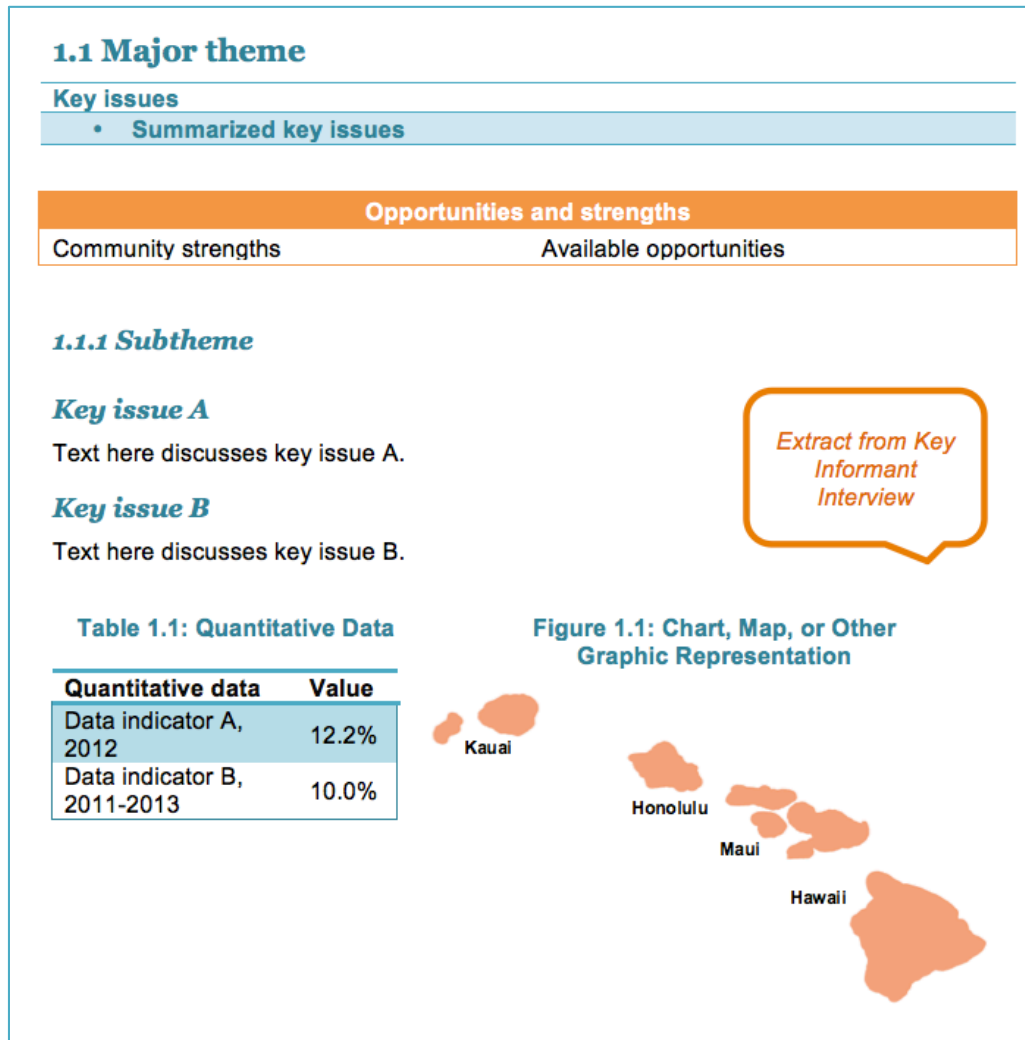 1.1 Major theme
Key issues
• Summarized key issues
Opportunities and strengths
Community strengths Available opportunities
1.1.1 Subtheme
Key issue A
Text here discusses key issue A.
Key issue B
Text here discusses key issue B.
Extract from Key
Informant
Interview
Table 1.1: Quantitative Data
Quantitative data Value
Data indicator A,
2012 12.2%
Data indicator B,
2011-2013 10.0%
Figure 1.1: Chart, Map, or Other
Graphic Representation
Kauai
Honolulu
Maui
Hawaii